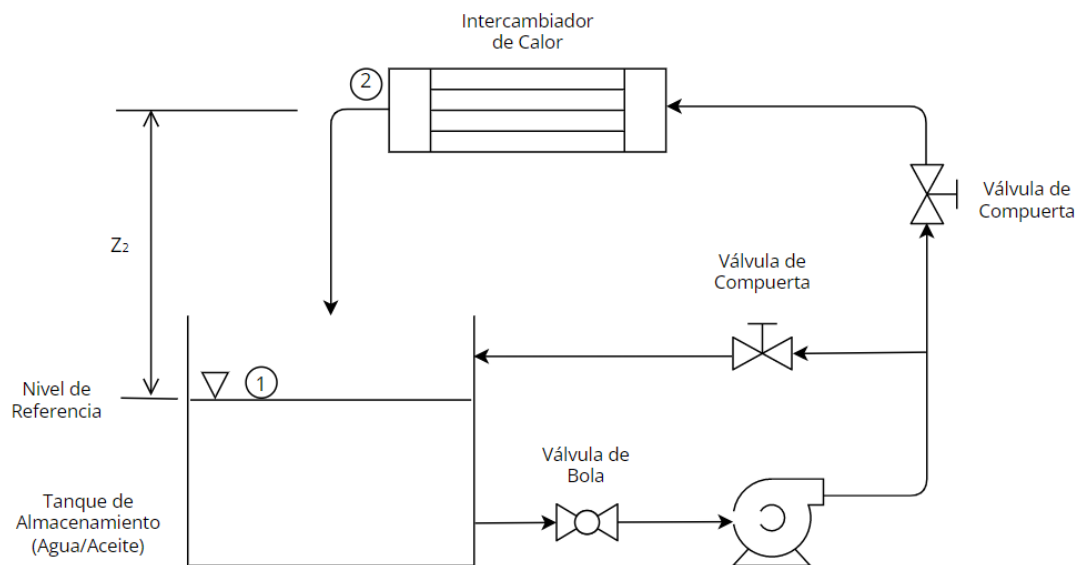 Intercambiador
de Calor
2
Válvula de
Compuerta
Z₂
Válvula de
Compuerta
Nivel de
Referencia
1
Válvula de
Bola
Tanque de
Almacenamiento
(Agua/Aceite)